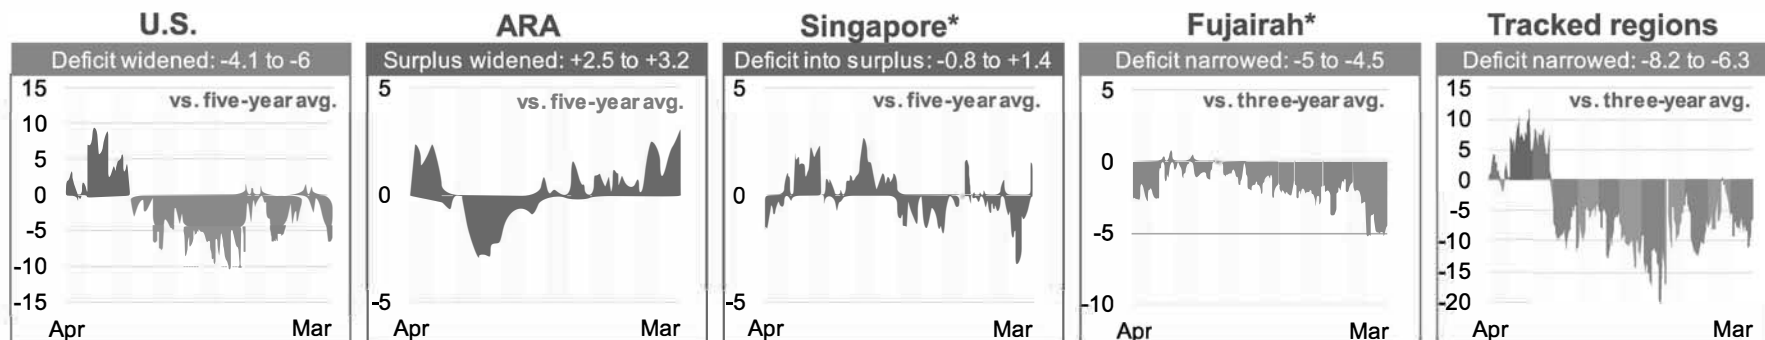 U.S.
Deficit widened: -4.1 to -6
vs. five-year avg.
15
10
5
0
-5
-10
-15
Apr
Mar
ARA
Surplus widened: +2.5 to +3.2
vs. five-year avg.
5
0
-5
Apr
Mar
Singapore*
Deficit into surplus: -0.8 to +1.4
vs. five-year avg.
5
0
-5
Apr
Mar
Fujairah*
Deficit narrowed: -5 to -4.5
vs. three-year avg.
5
0
-5
-10
Apr
Mar
Tracked regions
Deficit narrowed: -8.2 to -6.3
vs. three-year avg.
15
10
5
0
-5
-10
-15
-20
Apr
Mar